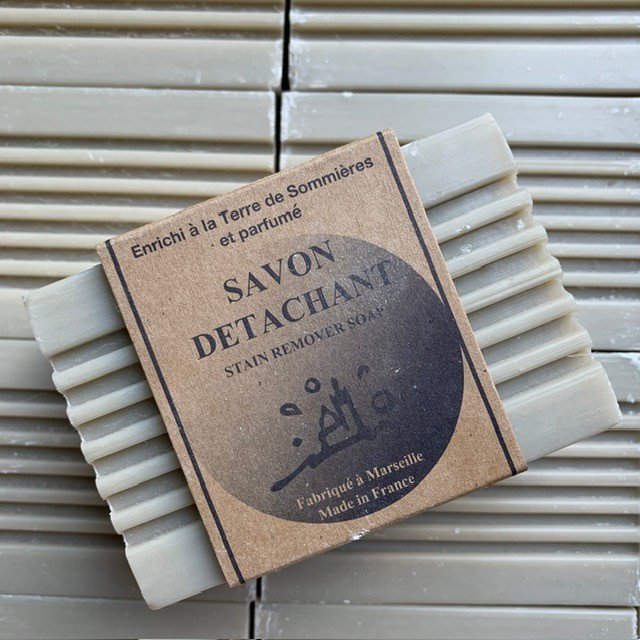 Enrichi à la Terre de Sommières
et parfumé
SAVON
DETACHANT
STAIN REMOVER SOAP
Fabriqué à Marseille
Made in France